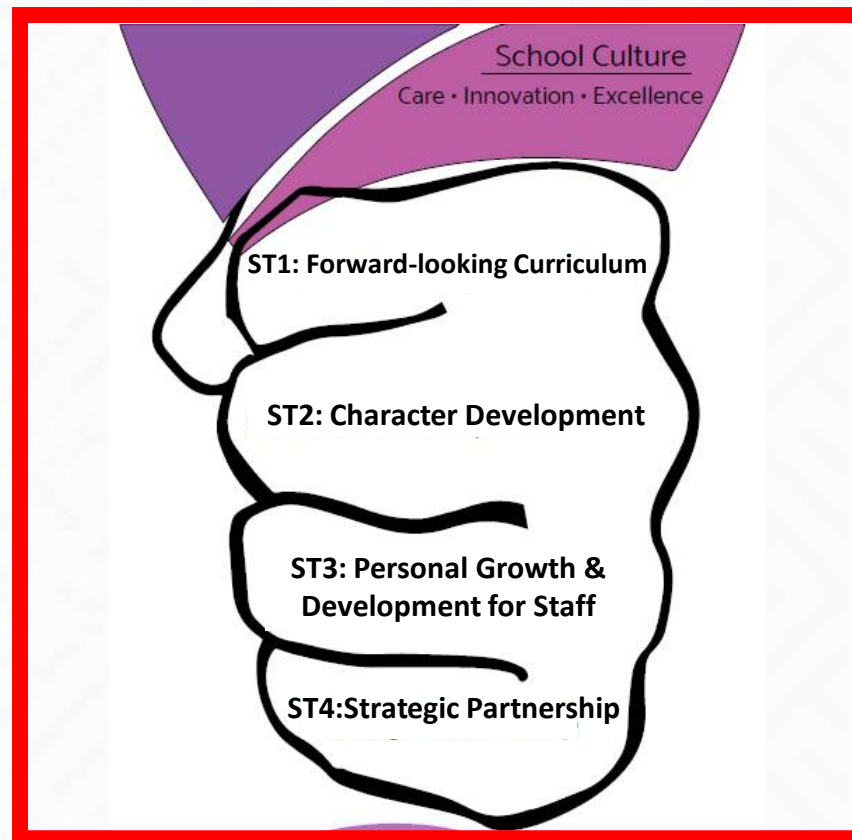 School Culture
Care • Innovation • Excellence
ST1: Forward-looking Curriculum
ST2: Character Development
ST3: Personal Growth &
Development for Staff
ST4:Strategic Partnership